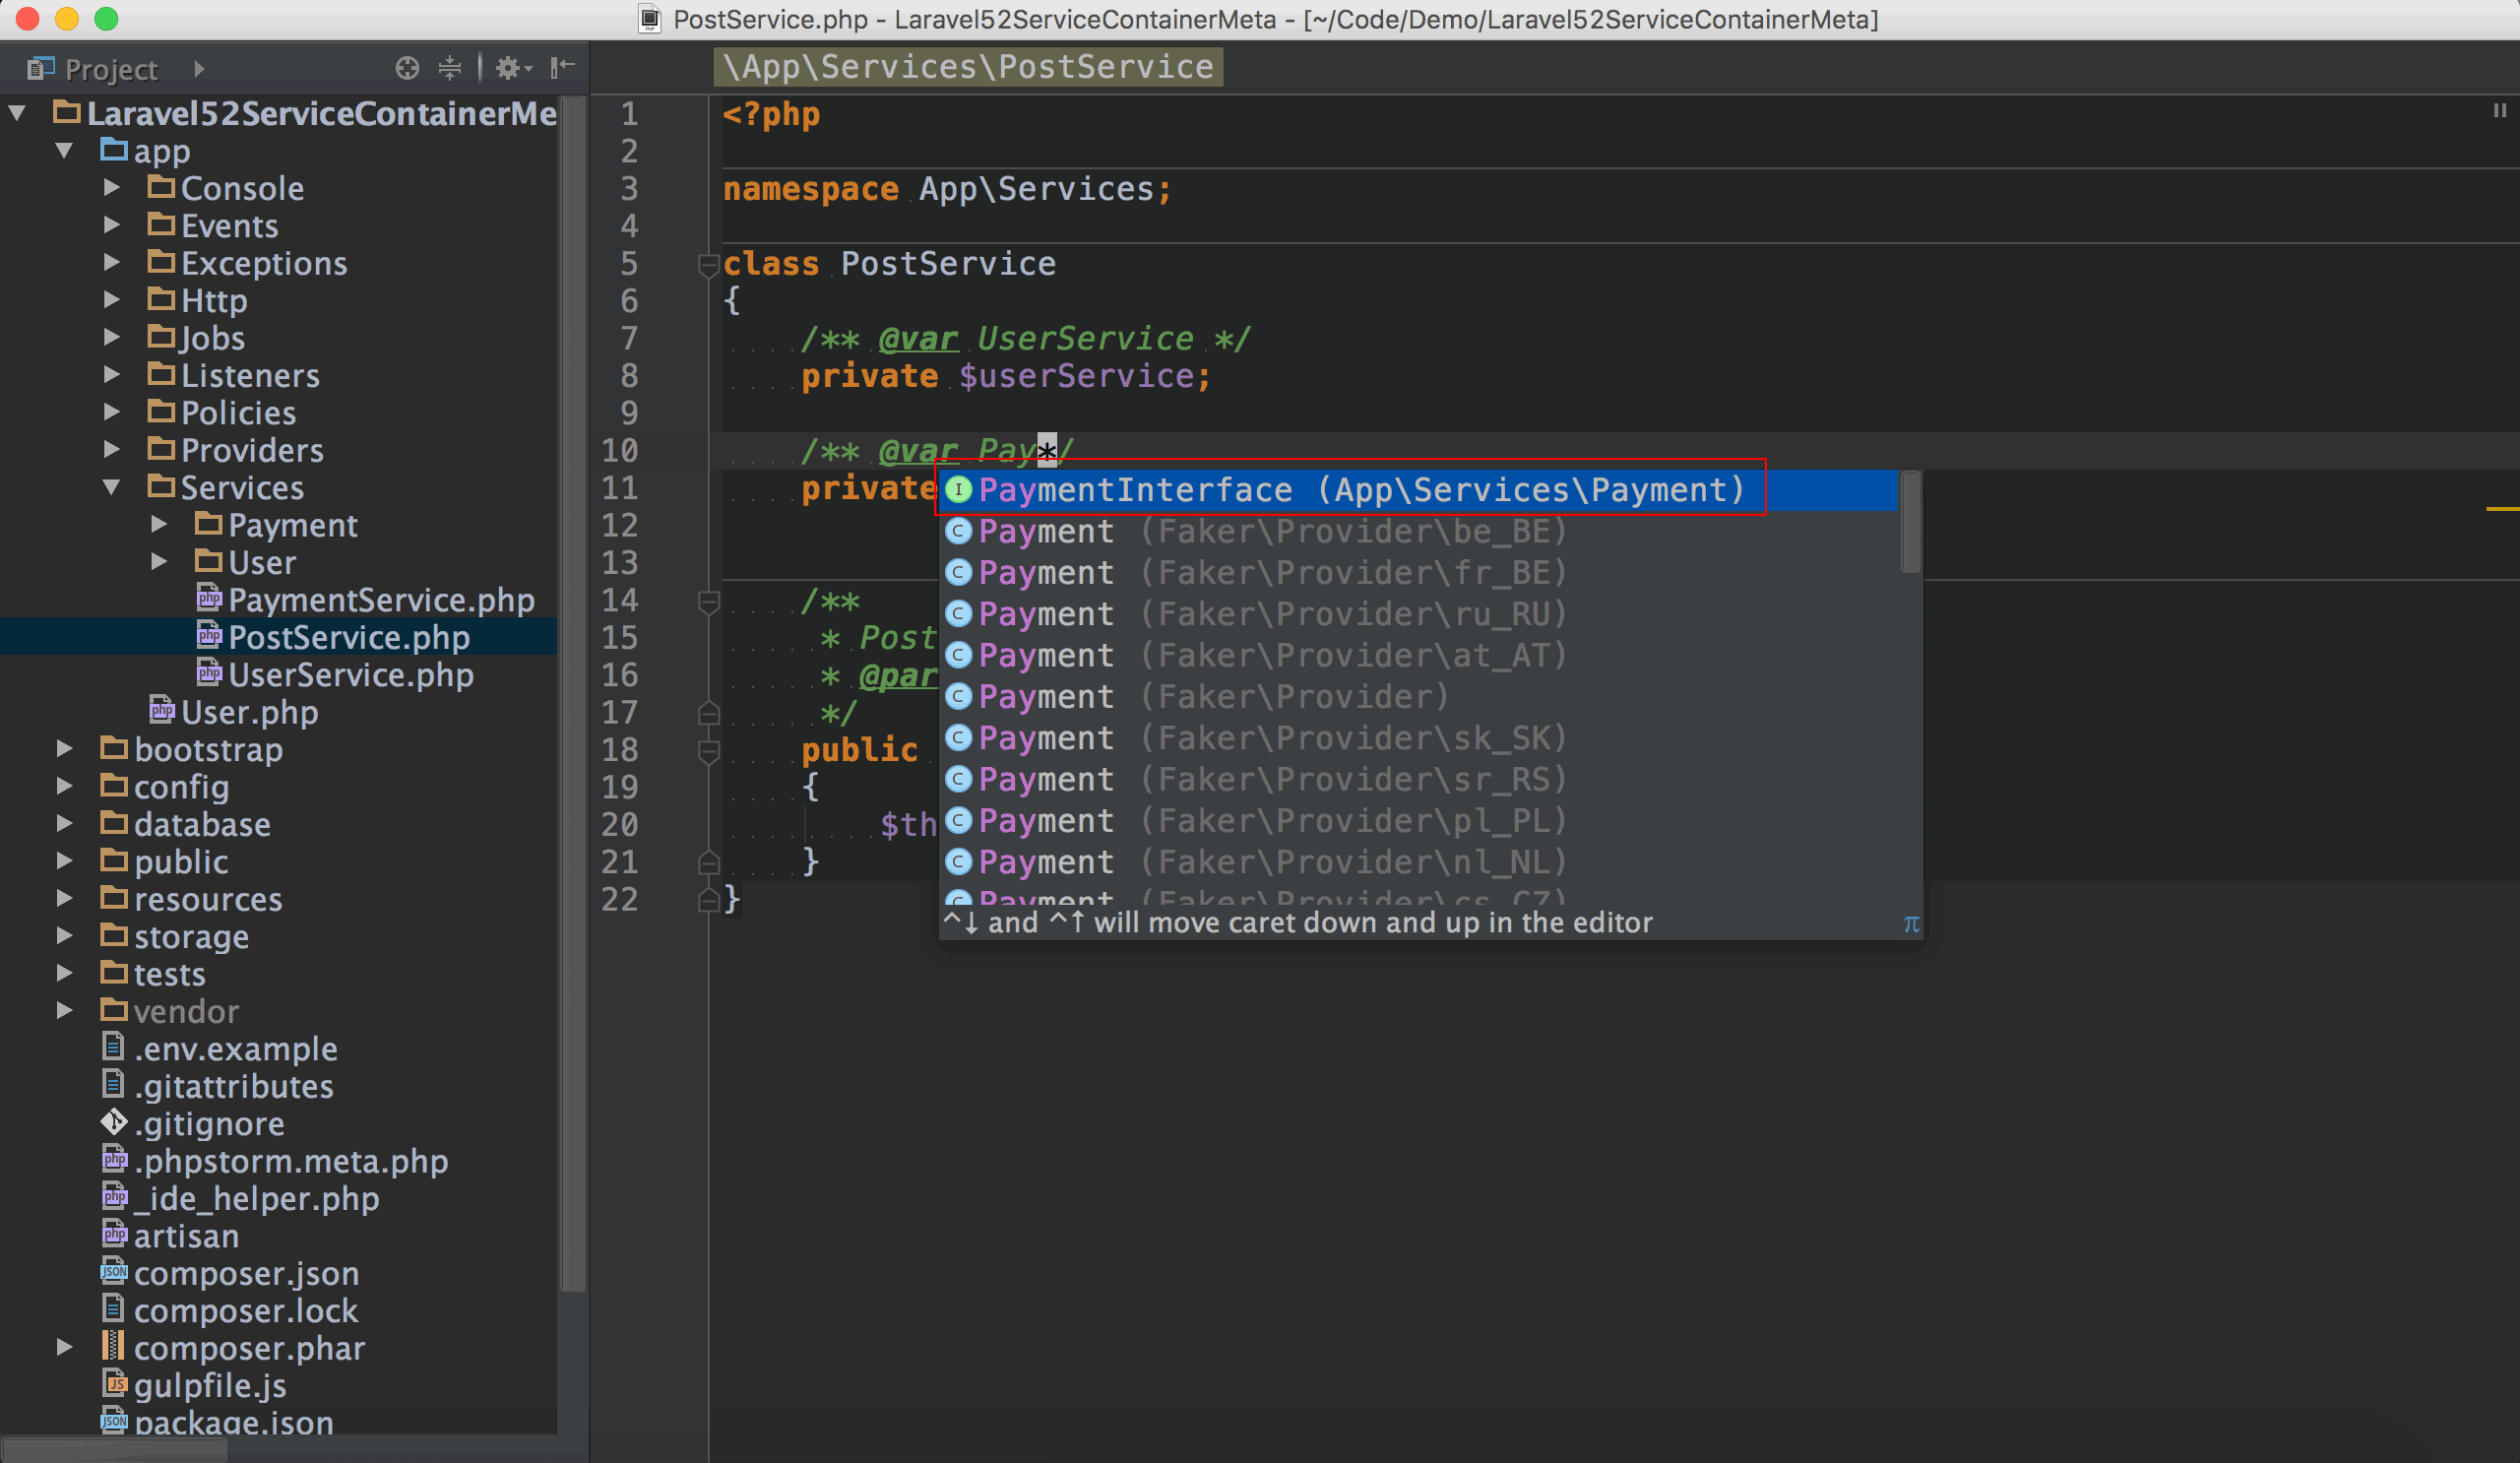 PostService.php - Laravel52ServiceContainerMeta - [~/Code/Demo/Laravel52ServiceContainerMeta]
Project
Laravel52ServiceContainerMe
app
Console
Events
Exceptions
Http
Jobs
Listeners
Policies
Providers
Services
Payment
User
PaymentService.php
PostService.php
UserService.php
User.php
bootstrap
config
database
public
resources
storage
tests
vendor
.env.example
.gitattributes
.gitignore
.phpstorm.meta.php
_ide_helper.php
artisan
composer.json
composer.lock
composer.phar
gulpfile.js
package.json
\App\Services\PostService
1 <?php
2
3 namespace App\Services;
4
5 class PostService
6 {
7 /** @var UserService */
8 private $userService;
9
10 /** @var Pay*/
11 private
12
13
14 /**
15 * Post
16 * @par
17 */
18 public
19 {
20 $th
21 }
22 }
PaymentInterface (App\Services\Payment)
Payment (Faker\Provider\be_BE)
Payment (Faker\Provider\fr_BE)
Payment (Faker\Provider\ru_RU)
Payment (Faker\Provider\at_AT)
Payment (Faker\Provider)
Payment (Faker\Provider\sk_SK)
Payment (Faker\Provider\sr_RS)
Payment (Faker\Provider\pl_PL)
Payment (Faker\Provider\nl_NL)
Payment (Faker\Provider\cs_CZ)
^↓ and ^↑ will move caret down and up in the editor π